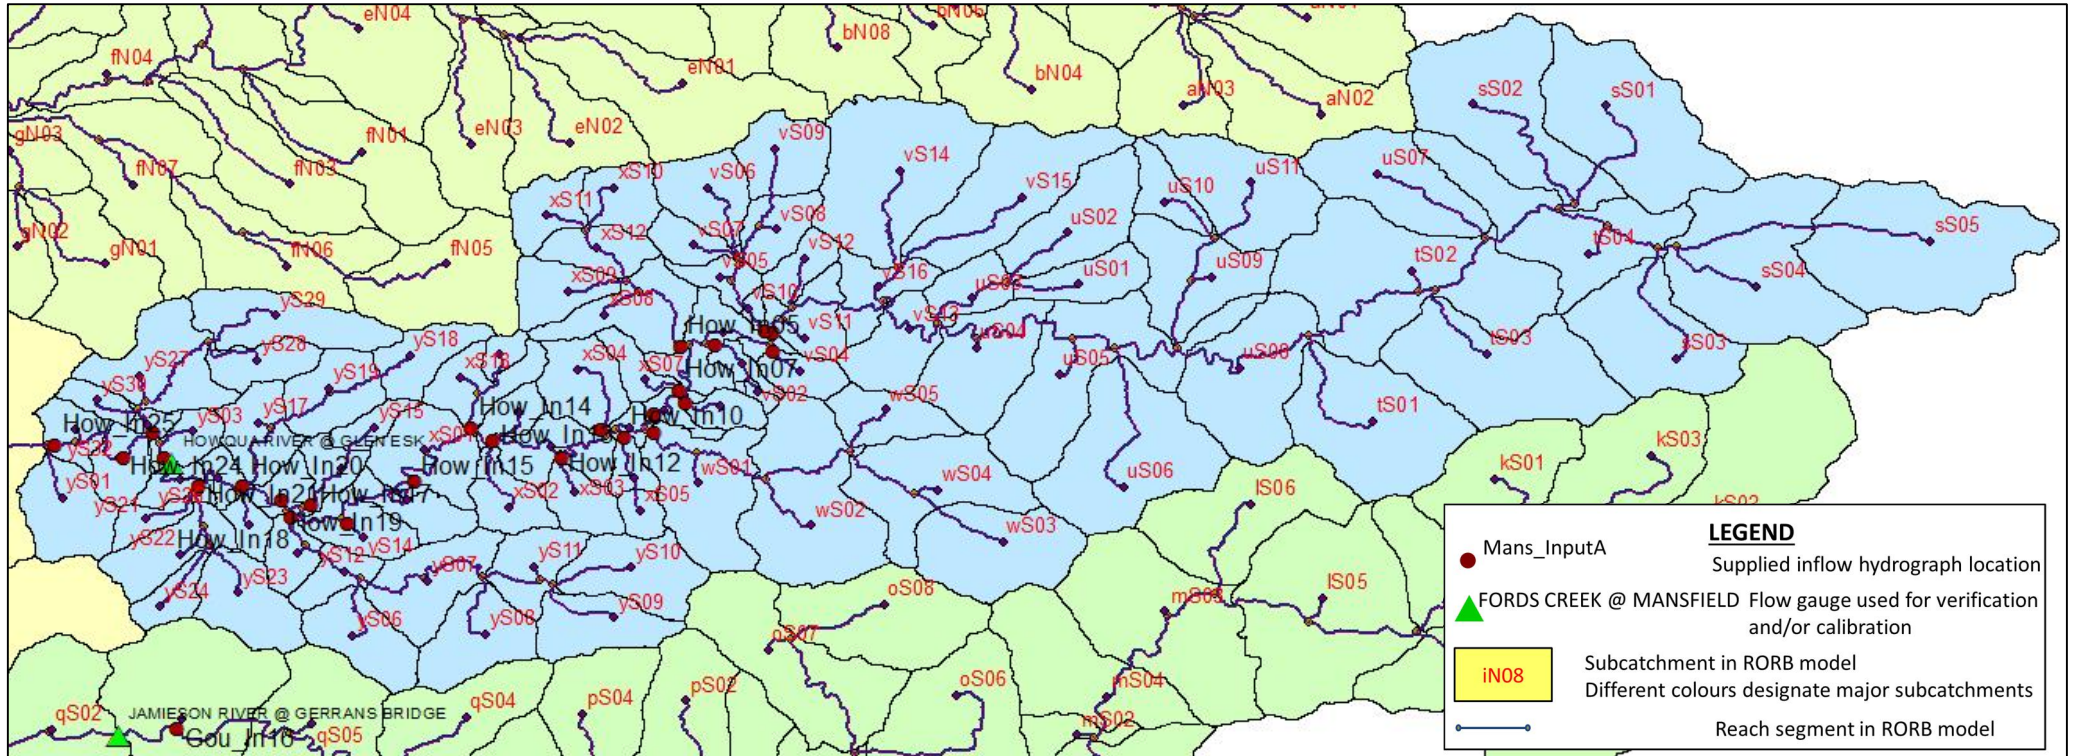 eN04
bN08
bN06
fN04
eN01
bN04
aN03
aN02
sS02
sS01
gN03
fN01
eN03
eN02
vS09
fN07
fN03
xS10
vS06
vS14
uS07
uS11
vS15
uS10
xS11
vS08
uS02
sS05
gN02
gN01
fN06
fN05
xS12
vS07
vS12
tS04
vS05
uS09
tS02
xS09
vS16
uS01
sS04
uS03
xS08
vS10
yS29
How_In05
vS11
vS13
uS04
tS03
sS03
yS28
yS18
yS27
xS04
vS04
uS05
uS08
xS07
How_In07
yS19
yS30
vS02
wS05
tS01
yS17
How_In14
How_In10
yS03
yS15
How_In25
HOWQUA RIVER @ GLEN ESK
xS01
kS03
yS32
How_In24
How_In20
How_In15
How_In12
wS01
kS01
yS01
wS04
uS06
lS06
How_In21
How_In17
xS02
xS03
xS05
yS21
wS02
kS02
How_In19
wS03
yS22
How_In18
yS14
yS12
yS11
yS10
yS07
yS23
yS24
oS08
mS03
lS05
yS06
yS08
yS09
oS07
qS02
JAMIESON RIVER @ GERRANS BRIDGE
Gou_In16
qS05
qS04
pS04
pS02
oS06
mS04
mS02
LEGEND
Mans_InputA
Supplied inflow hydrograph location
FORDS CREEK @ MANSFIELD Flow gauge used for verification
and/or calibration
iN08
Subcatchment in RORB model
Different colours designate major subcatchments
Reach segment in RORB model